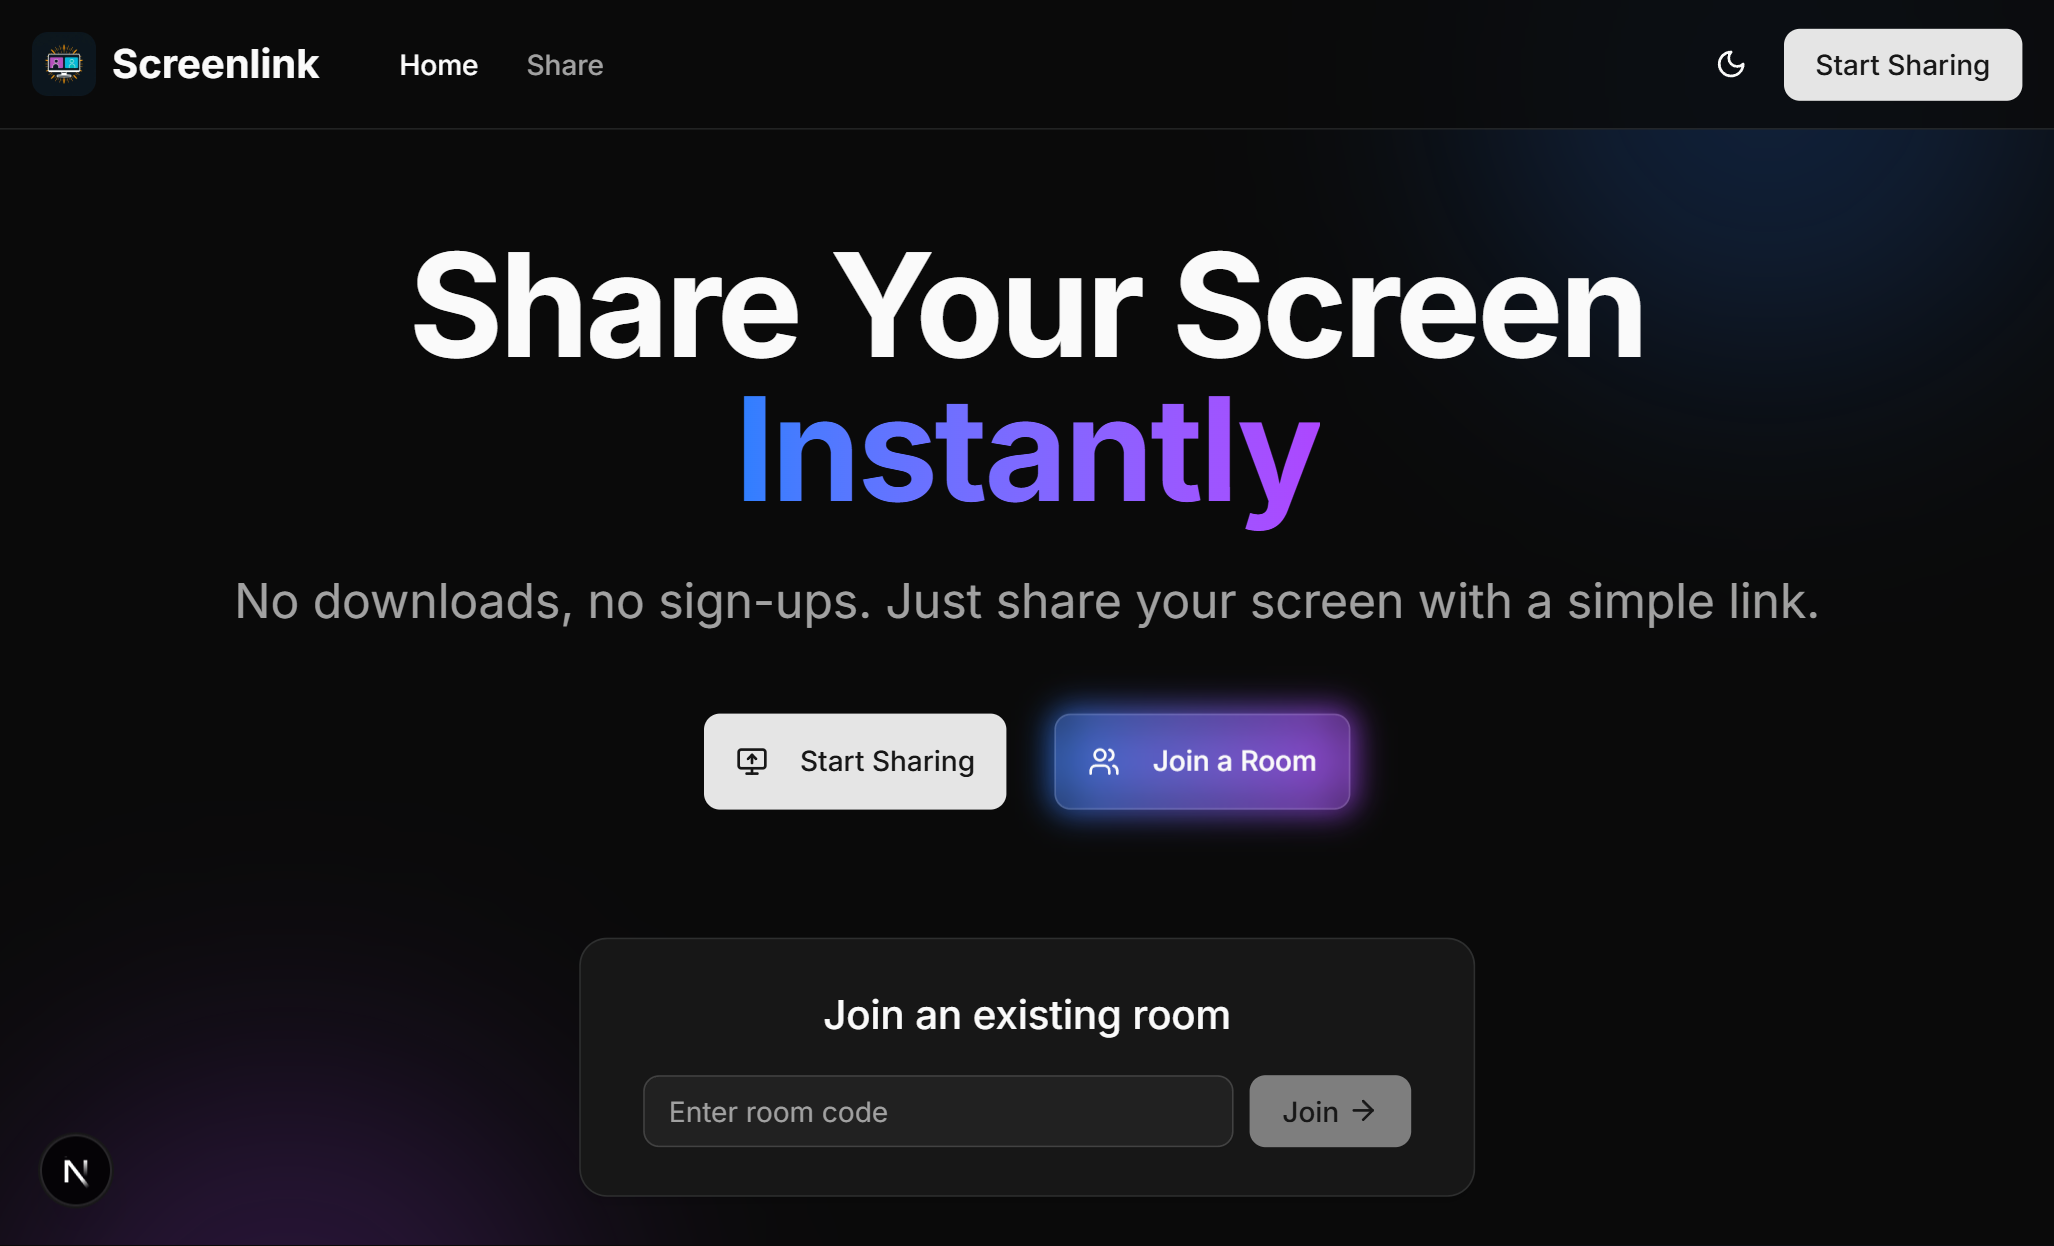 Screenlink
Home
Share
Start Sharing
Share Your Screen
Instantly
No downloads, no sign-ups. Just share your screen with a simple link.
Start Sharing
Join a Room
Join an existing room
Enter room code
Join →
N